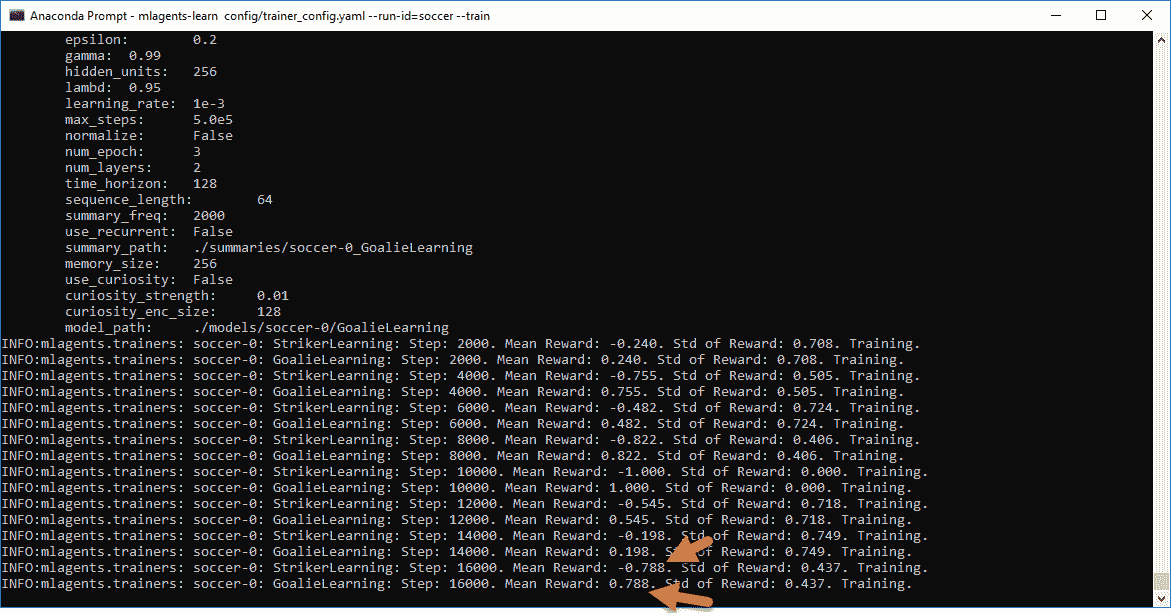 Anaconda Prompt - mlagents-learn config/trainer_config.yaml --run-id=soccer --train
epsilon: 0.2
gamma: 0.99
hidden_units: 256
lambd: 0.95
learning_rate: 1e-3
max_steps: 5.0e5
normalize: False
num_epoch: 3
num_layers: 2
time_horizon: 128
sequence_length: 64
summary_freq: 2000
use_recurrent: False
summary_path: ./summaries/soccer-0_GoalieLearning
memory_size: 256
use_curiosity: False
curiosity_strength: 0.01
curiosity_enc_size: 128
model_path: ./models/soccer-0/GoalieLearning
INFO:mlagents.trainers: soccer-0: StrikerLearning: Step: 2000. Mean Reward: -0.240. Std of Reward: 0.708. Training.
INFO:mlagents.trainers: soccer-0: GoalieLearning: Step: 2000. Mean Reward: 0.240. Std of Reward: 0.708. Training.
INFO:mlagents.trainers: soccer-0: StrikerLearning: Step: 4000. Mean Reward: -0.755. Std of Reward: 0.505. Training.
INFO:mlagents.trainers: soccer-0: GoalieLearning: Step: 4000. Mean Reward: 0.755. Std of Reward: 0.505. Training.
INFO:mlagents.trainers: soccer-0: StrikerLearning: Step: 6000. Mean Reward: -0.482. Std of Reward: 0.724. Training.
INFO:mlagents.trainers: soccer-0: GoalieLearning: Step: 6000. Mean Reward: 0.482. Std of Reward: 0.724. Training.
INFO:mlagents.trainers: soccer-0: StrikerLearning: Step: 8000. Mean Reward: -0.822. Std of Reward: 0.406. Training.
INFO:mlagents.trainers: soccer-0: GoalieLearning: Step: 8000. Mean Reward: 0.822. Std of Reward: 0.406. Training.
INFO:mlagents.trainers: soccer-0: StrikerLearning: Step: 10000. Mean Reward: -1.000. Std of Reward: 0.000. Training.
INFO:mlagents.trainers: soccer-0: GoalieLearning: Step: 10000. Mean Reward: 1.000. Std of Reward: 0.000. Training.
INFO:mlagents.trainers: soccer-0: StrikerLearning: Step: 12000. Mean Reward: -0.545. Std of Reward: 0.718. Training.
INFO:mlagents.trainers: soccer-0: GoalieLearning: Step: 12000. Mean Reward: 0.545. Std of Reward: 0.718. Training.
INFO:mlagents.trainers: soccer-0: StrikerLearning: Step: 14000. Mean Reward: -0.198. Std of Reward: 0.749. Training.
INFO:mlagents.trainers: soccer-0: GoalieLearning: Step: 14000. Mean Reward: 0.198. Std of Reward: 0.749. Training.
INFO:mlagents.trainers: soccer-0: StrikerLearning: Step: 16000. Mean Reward: -0.788. Std of Reward: 0.437. Training.
INFO:mlagents.trainers: soccer-0: GoalieLearning: Step: 16000. Mean Reward: 0.788. Std of Reward: 0.437. Training.